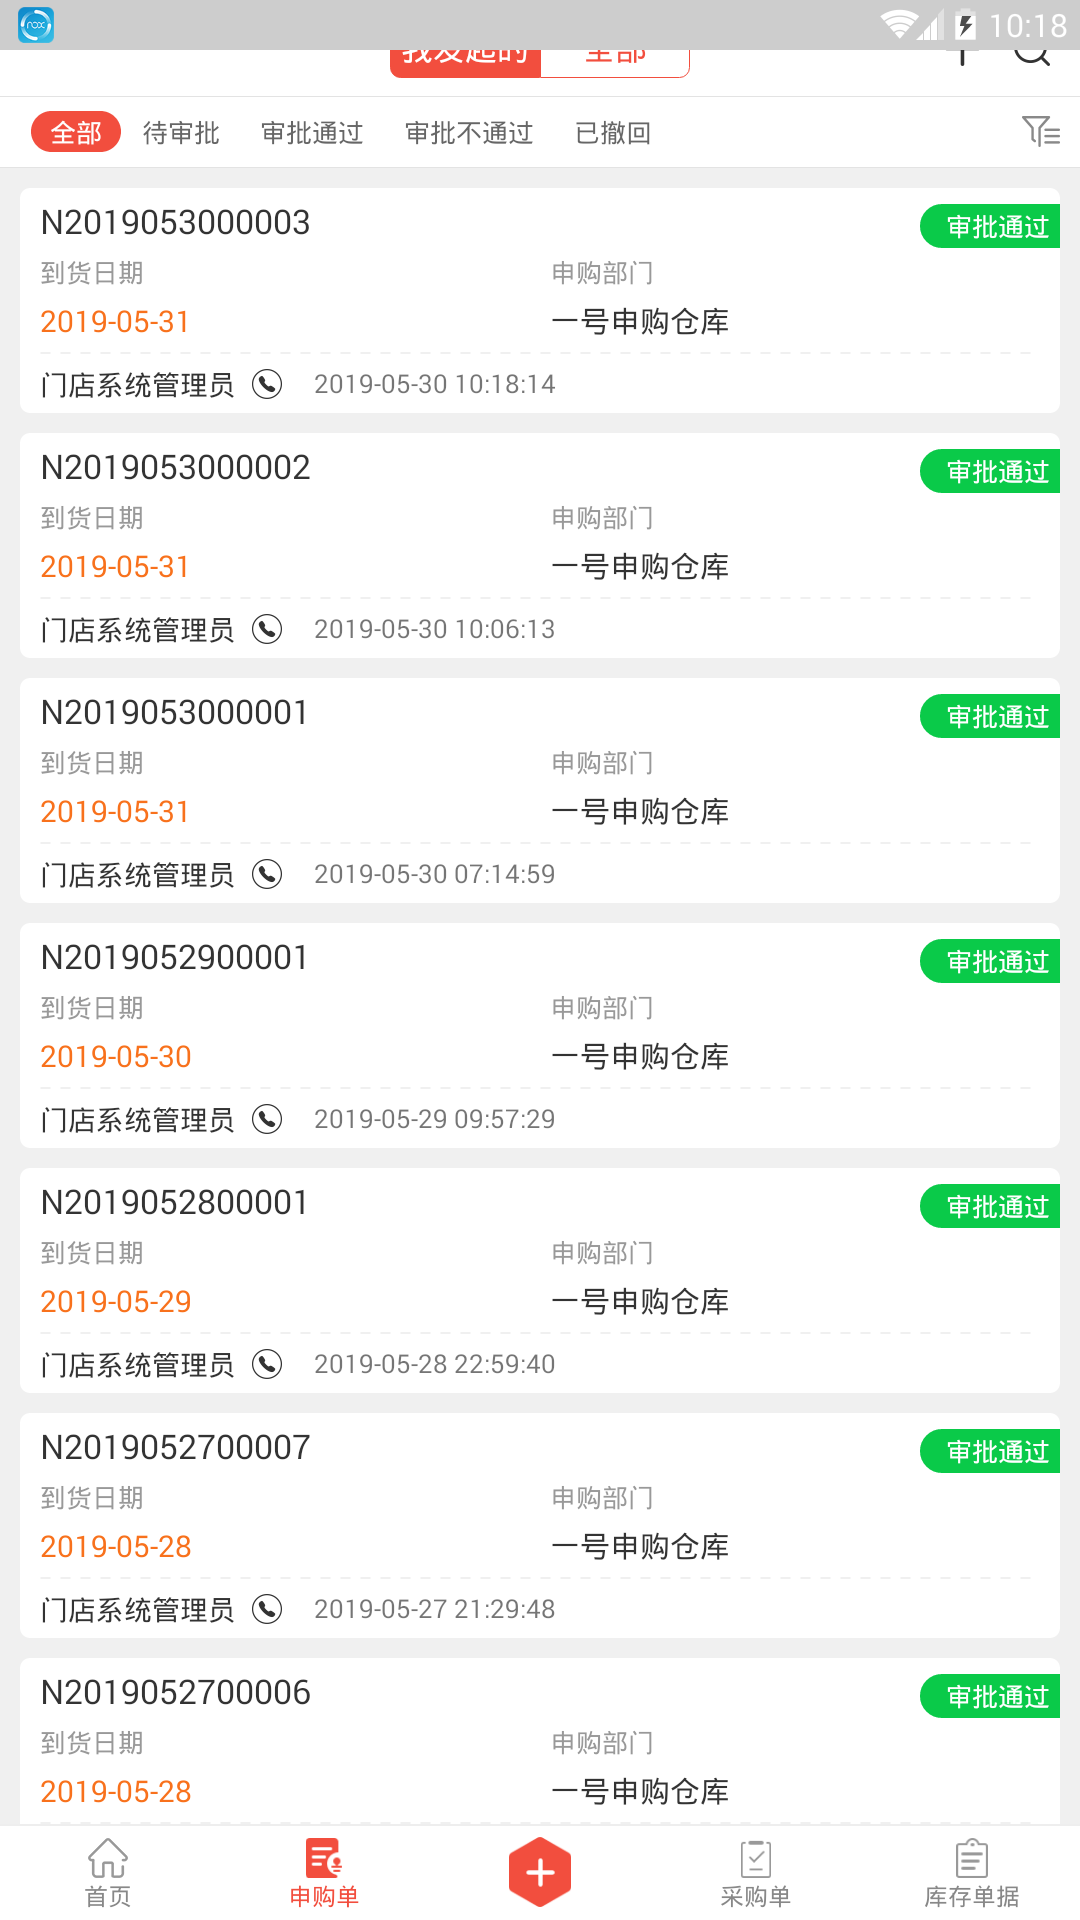 10:18
我发起的 全部
全部 待审批 审批通过 审批不通过 已撤回
N2019053000003 审批通过
到货日期 申购部门
2019-05-31 一号申购仓库
门店系统管理员 2019-05-30 10:18:14
N2019053000002 审批通过
到货日期 申购部门
2019-05-31 一号申购仓库
门店系统管理员 2019-05-30 10:06:13
N2019053000001 审批通过
到货日期 申购部门
2019-05-31 一号申购仓库
门店系统管理员 2019-05-30 07:14:59
N2019052900001 审批通过
到货日期 申购部门
2019-05-30 一号申购仓库
门店系统管理员 2019-05-29 09:57:29
N2019052800001 审批通过
到货日期 申购部门
2019-05-29 一号申购仓库
门店系统管理员 2019-05-28 22:59:40
N2019052700007 审批通过
到货日期 申购部门
2019-05-28 一号申购仓库
门店系统管理员 2019-05-27 21:29:48
N2019052700006 审批通过
到货日期 申购部门
2019-05-28 一号申购仓库
首页 申购单 采购单 库存单据